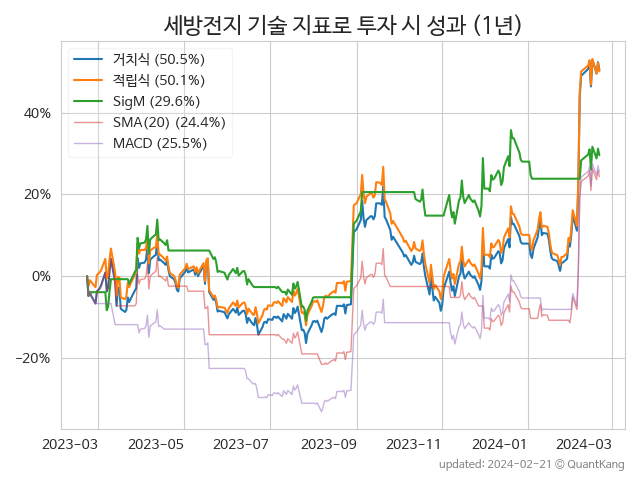 세방전지 기술 지표로 투자 시 성과 (1년)
거치식 (50.5%)
적립식 (50.1%)
SigM (29.6%)
SMA(20) (24.4%)
MACD (25.5%)
40%
20%
0%
−20%
2023-03 2023-05 2023-07 2023-09 2023-11 2024-01 2024-03
updated: 2024-02-21 © QuantKang